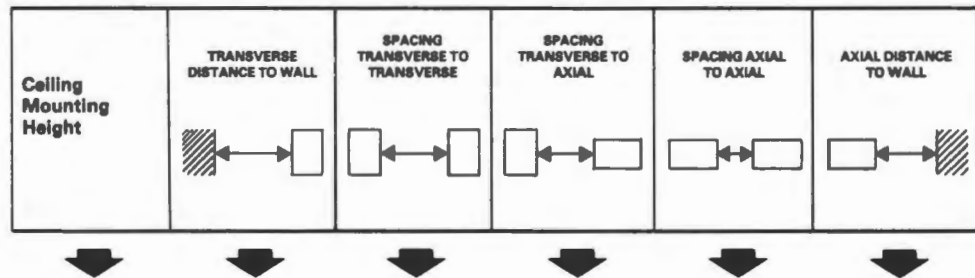 Ceiling
Mounting
Height
TRANSVERSE
DISTANCE TO WALL
SPACING
TRANSVERSE TO
TRANSVERSE
SPACING
TRANSVERSE TO
AXIAL
SPACING AXIAL
TO AXIAL
AXIAL DISTANCE
TO WALL